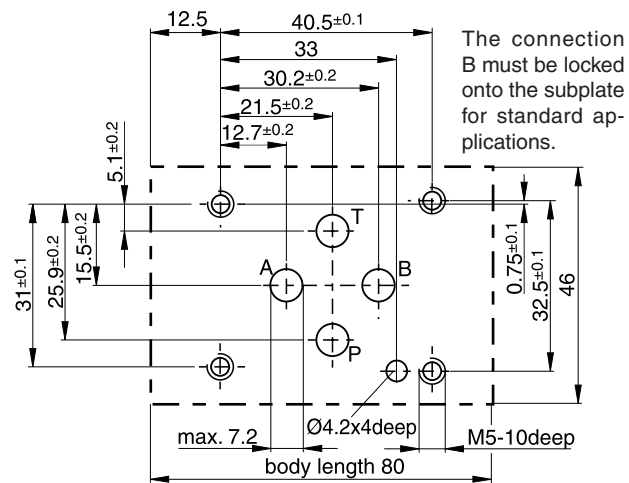 12.5
40.5±0.1
33
30.2±0.2
21.5±0.2
12.7±0.2
The connection
B must be locked
onto the subplate
for standard ap-
plications.
5.1±0.2
T
A
B
P
31±0.1
25.9±0.2
15.5±0.2
0.75±0.1
32.5±0.1
46
Ø4.2x4deep
max. 7.2
M5-10deep
body length 80